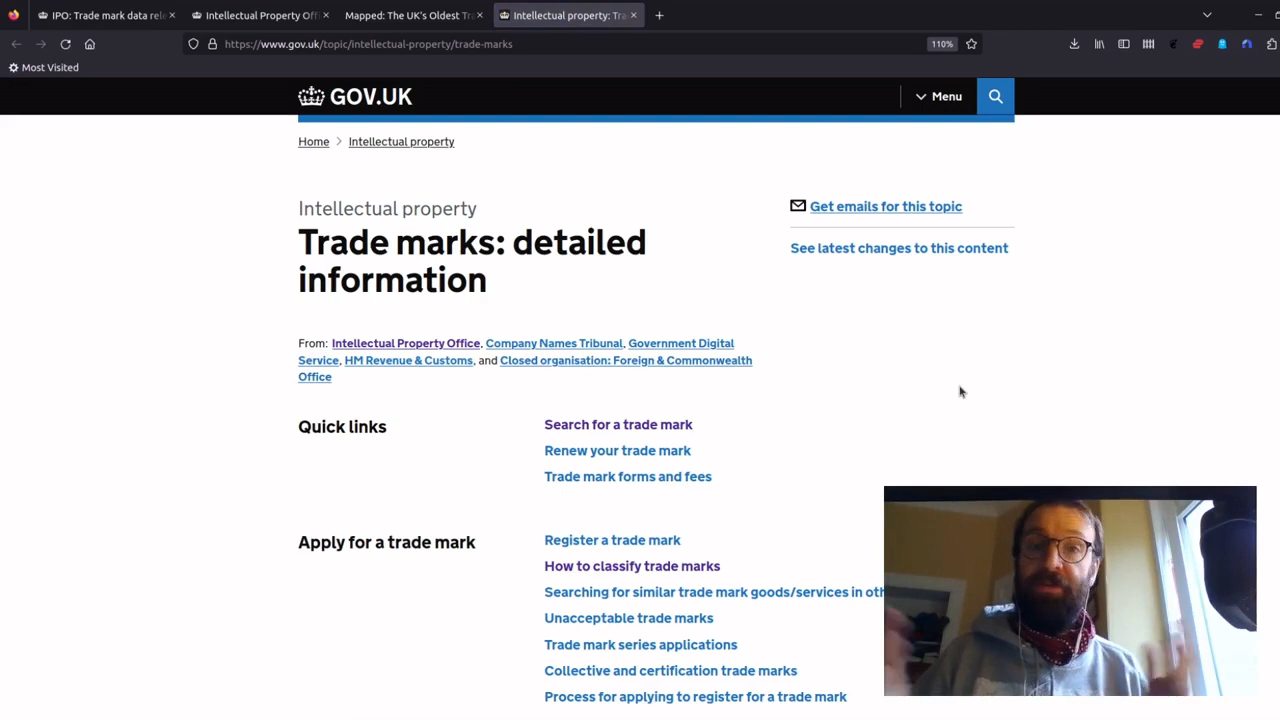 IPO: Trade mark data rele
Intellectual Property Offi
Mapped: The UK's Oldest Tra
Intellectual property: Tra
https://www.gov.uk/topic/intellectual-property/trade-marks
110%
Most Visited
GOV.UK
Menu
Home
Intellectual property
Intellectual property
Trade marks: detailed
information
Get emails for this topic
See latest changes to this content
From: Intellectual Property Office, Company Names Tribunal, Government Digital
Service, HM Revenue & Customs, and Closed organisation: Foreign & Commonwealth
Office
Quick links
Search for a trade mark
Renew your trade mark
Trade mark forms and fees
Apply for a trade mark
Register a trade mark
How to classify trade marks
Searching for similar trade mark goods/services in oth
Unacceptable trade marks
Trade mark series applications
Collective and certification trade marks
Process for applying to register for a trade mark